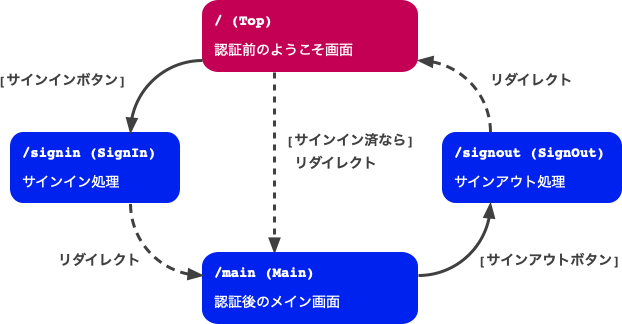 / (Top)
認証前のようこそ画面
[サインインボタン]
リダイレクト
[サインイン済なら]
リダイレクト
/signin (SignIn)
サインイン処理
/signout (SignOut)
サインアウト処理
リダイレクト
/main (Main)
認証後のメイン画面
[サインアウトボタン]